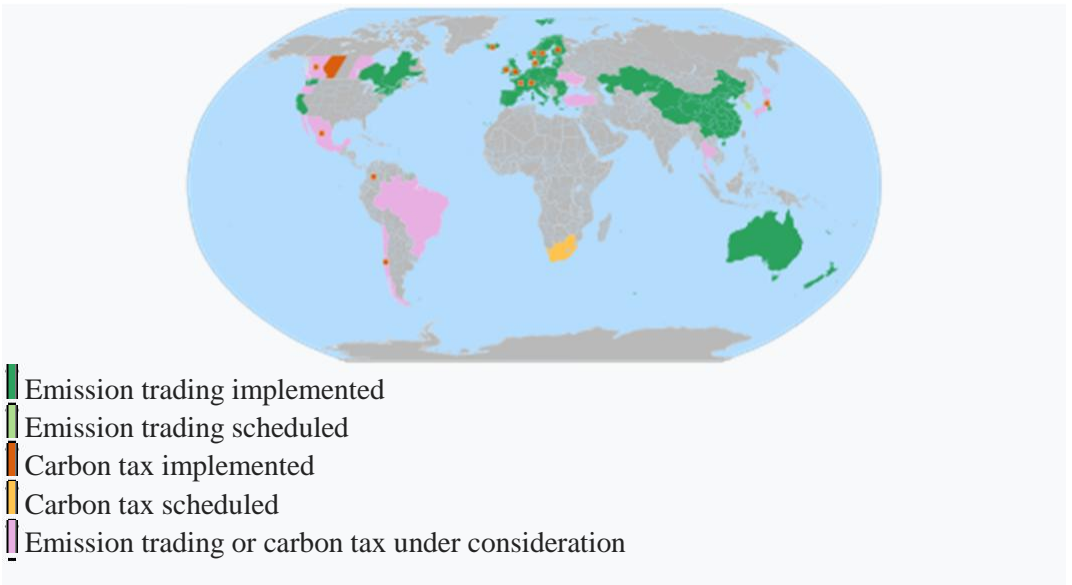 Emission trading implemented
Emission trading scheduled
Carbon tax implemented
Carbon tax scheduled
Emission trading or carbon tax under consideration